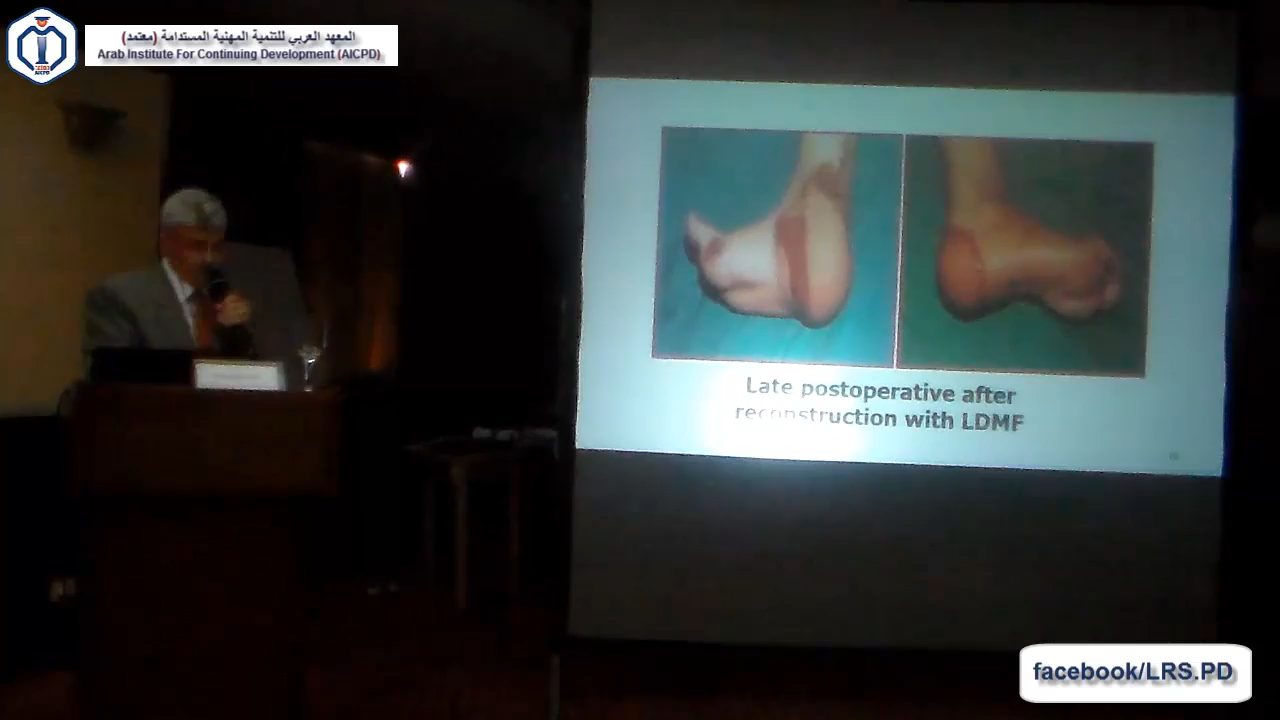 المعهد العربي للتنمية المهنية المستدامة (معتمد)
Arab Institute For Continuing Development (AICPD)
AICPD
Late postoperative after
reconstruction with LDMF
facebook/LRS.PD